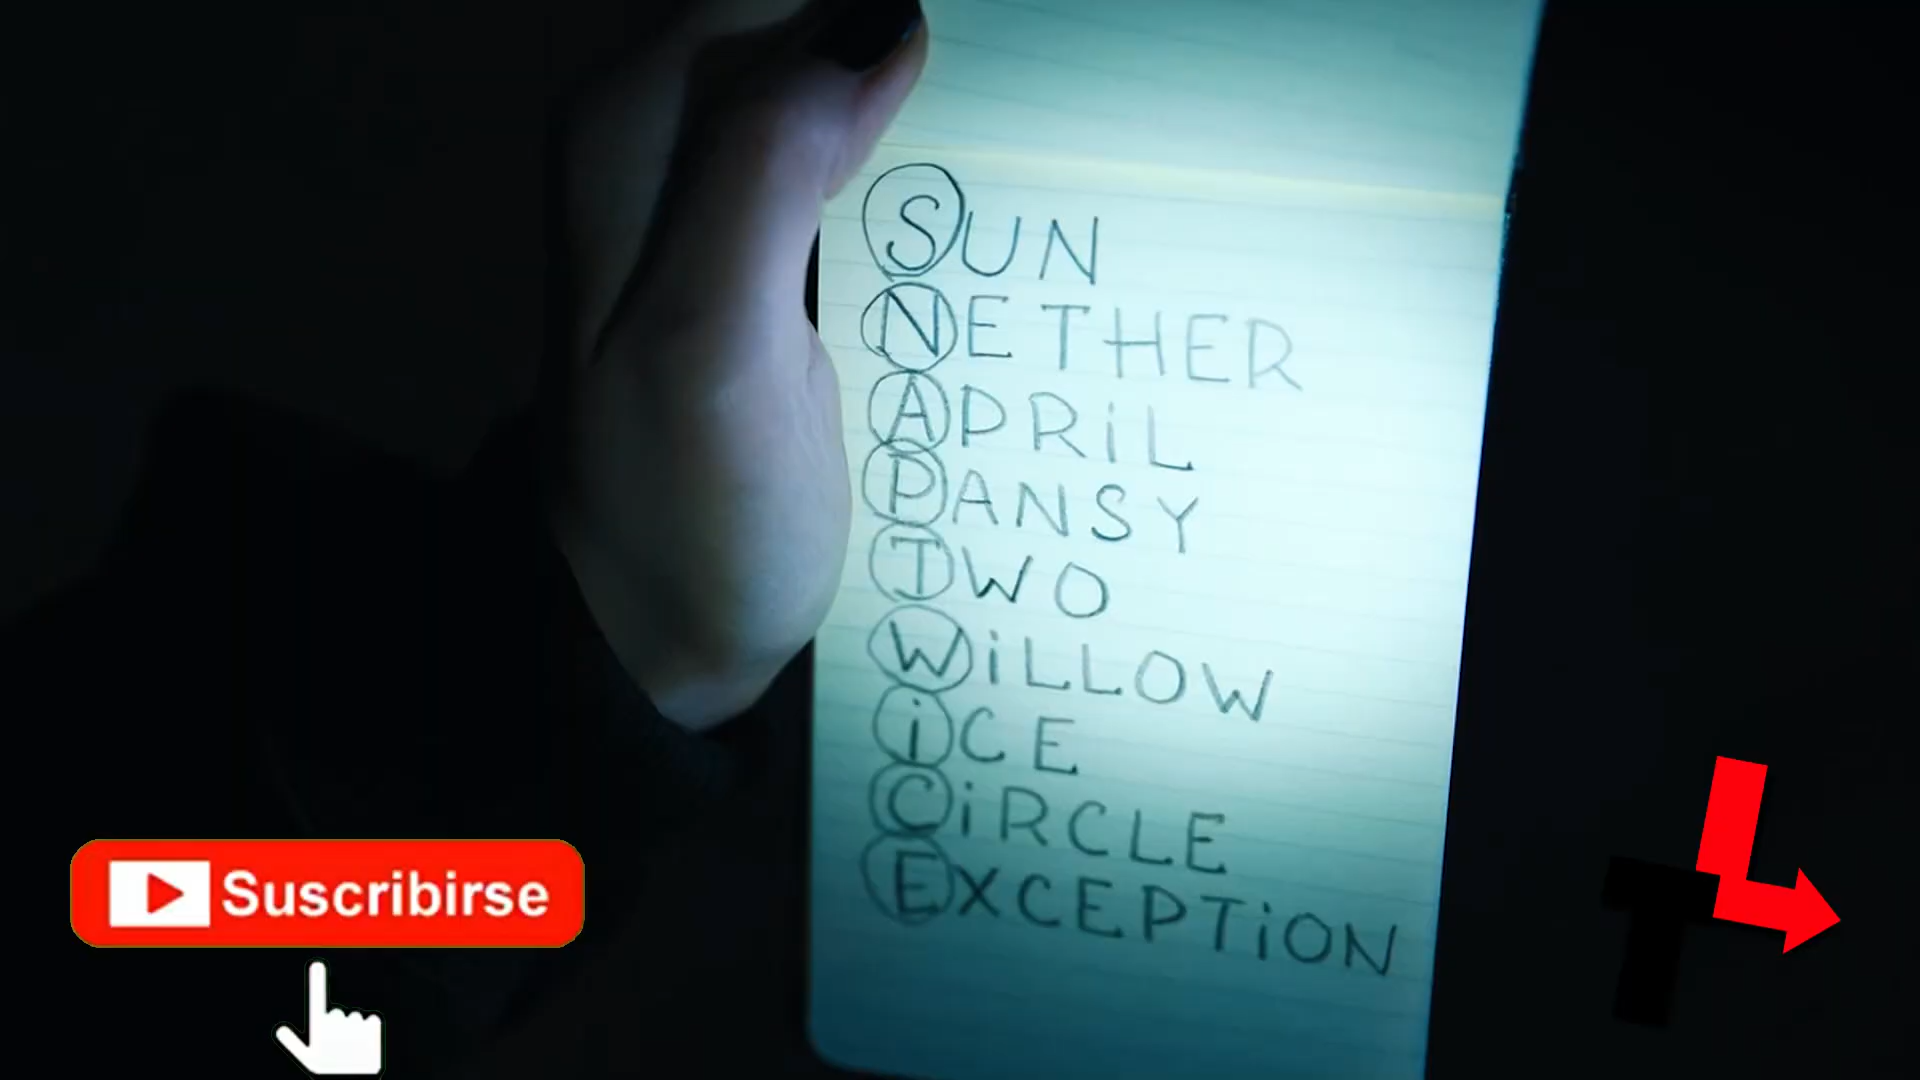 SUN
NETHER
APRiL
PANSY
TWO
WiLLOW
iCE
CiRCLE
EXCEPTiON
Suscribirse